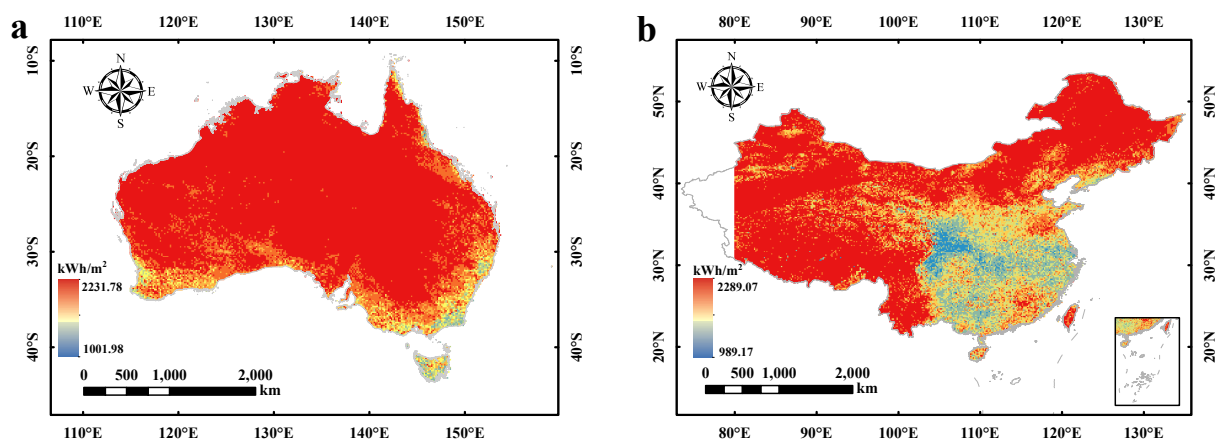 a
110°E 120°E 130°E 140°E 150°E
10°S 20°S 30°S 40°S
10°S 20°S 30°S 40°S
N
W E
S
kWh/m²
2231.78
1001.98
0 500 1,000 2,000
km
110°E 120°E 130°E 140°E 150°E
b
80°E 90°E 100°E 110°E 120°E 130°E
50°N 40°N 30°N 20°N
50°N 40°N 30°N 20°N
N
W E
S
kWh/m²
2289.07
989.17
0 500 1,000 2,000
km
80°E 90°E 100°E 110°E 120°E 130°E